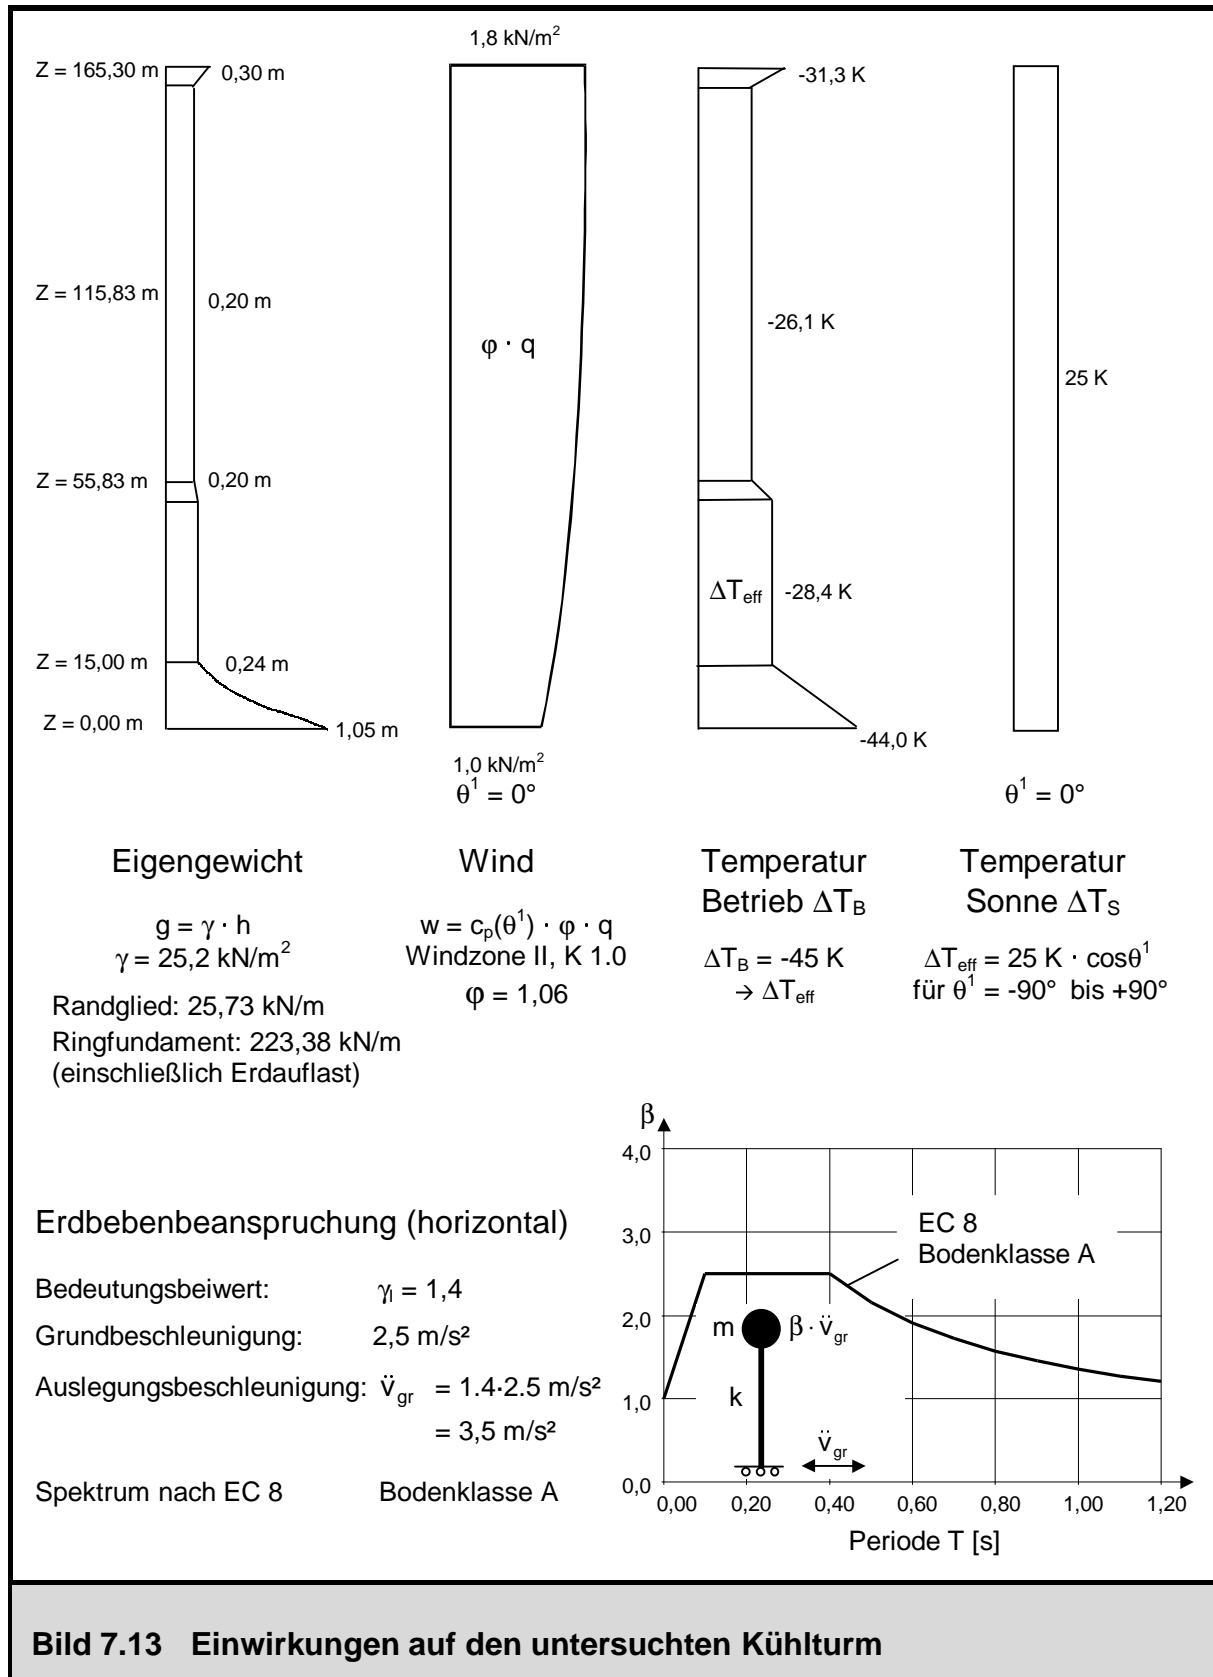 1,8 kN/m²
Z = 165,30 m
0,30 m
-31,3 K
Z = 115,83 m
0,20 m
-26,1 K
φ · q
25 K
Z = 55,83 m
0,20 m
ΔT_eff
-28,4 K
Z = 15,00 m
0,24 m
Z = 0,00 m
1,05 m
-44,0 K
1,0 kN/m²
θ¹ = 0°
θ¹ = 0°
Eigengewicht
g = γ · h
γ = 25,2 kN/m²
Randglied: 25,73 kN/m
Ringfundament: 223,38 kN/m
(einschließlich Erdauflast)
Wind
w = c_p(θ¹) · φ · q
Windzone II, K 1.0
φ = 1,06
Temperatur
Betrieb ΔT_B
ΔT_B = -45 K
→ ΔT_eff
Temperatur
Sonne ΔT_S
ΔT_eff = 25 K · cosθ¹
für θ¹ = -90° bis +90°
Erdbebenbeanspruchung (horizontal)
Bedeutungsbeiwert: γ_I = 1,4
Grundbeschleunigung: 2,5 m/s²
Auslegungsbeschleunigung: v̈_gr = 1.4·2.5 m/s²
= 3,5 m/s²
Spektrum nach EC 8 Bodenklasse A
β
4,0
3,0
2,0
1,0
0,0
EC 8
Bodenklasse A
m
β · v̈_gr
k
v̈_gr
0,00 0,20 0,40 0,60 0,80 1,00 1,20
Periode T [s]
Bild 7.13 Einwirkungen auf den untersuchten Kühlturm